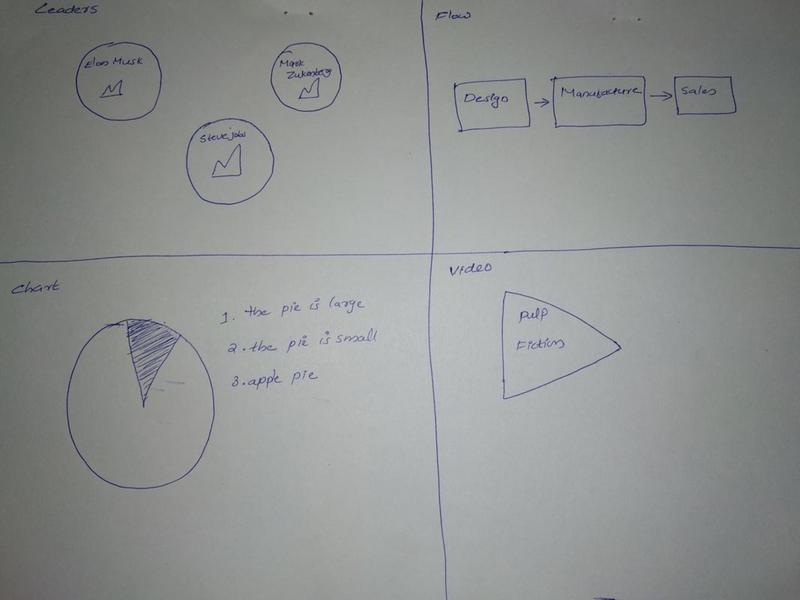 Leaders
Elon Musk
Mark
Zukenberg
Steve jobs
Flow
Design
Manufacture
Sales
Chart
1. the pie is large
2. the pie is small
3. apple pie
Video
Pulp
Fiction